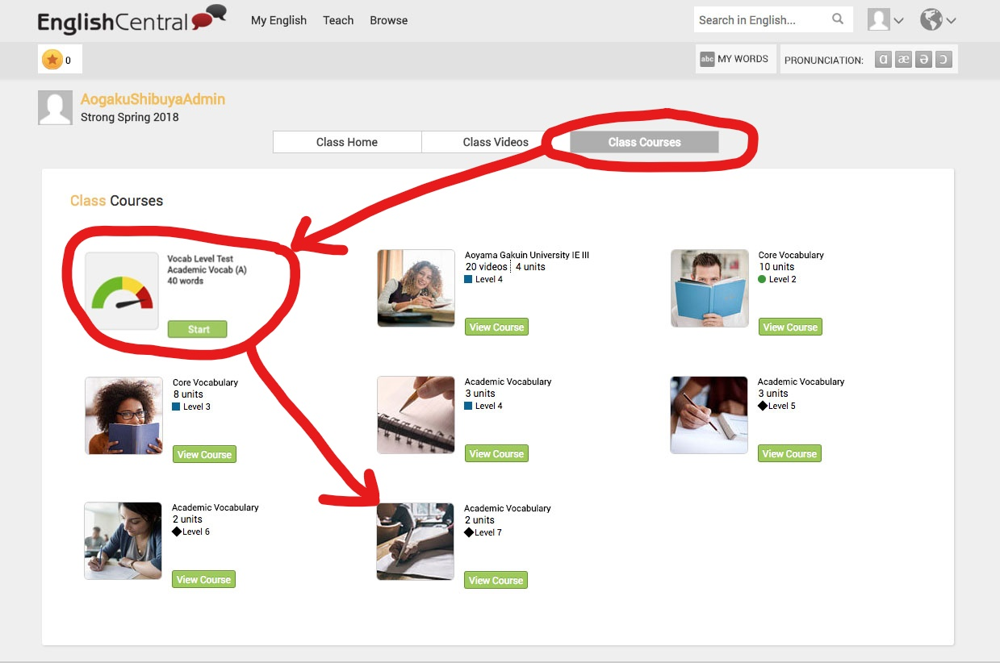 EnglishCentral
My English Teach Browse
Search in English...
0
abc MY WORDS
PRONUNCIATION: ɑ æ ə ɔ
AogakuShibuyaAdmin
Strong Spring 2018
Class Home
Class Videos
Class Courses
Class Courses
Vocab Level Test
Academic Vocab (A)
40 words
Start
Aoyama Gakuin University IE III
20 videos 4 units
Level 4
View Course
Core Vocabulary
10 units
Level 2
View Course
Core Vocabulary
8 units
Level 3
View Course
Academic Vocabulary
3 units
Level 4
View Course
Academic Vocabulary
3 units
Level 5
View Course
Academic Vocabulary
2 units
Level 6
View Course
Academic Vocabulary
2 units
Level 7
View Course